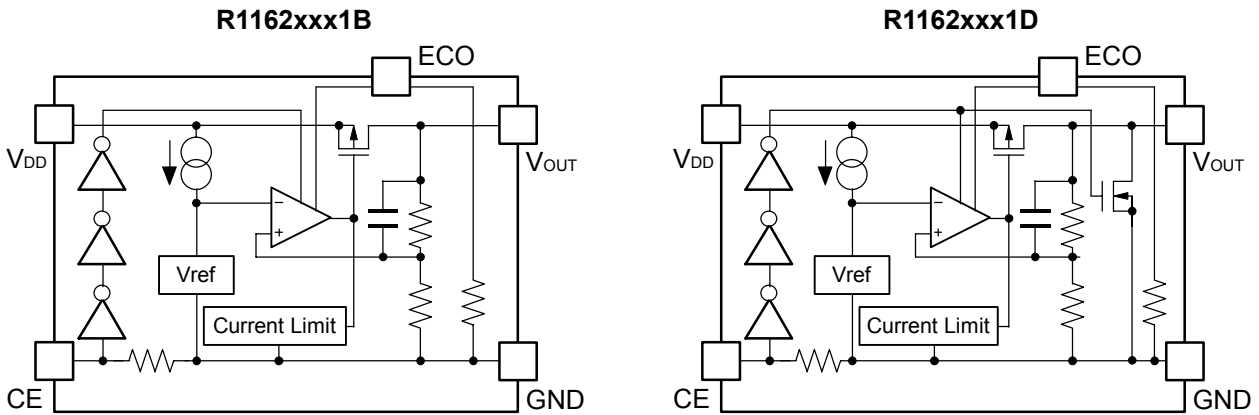 R1162xxx1B
ECO
VDD
VOUT
−
+
Vref
Current Limit
CE
GND
R1162xxx1D
ECO
VDD
VOUT
−
+
Vref
Current Limit
CE
GND